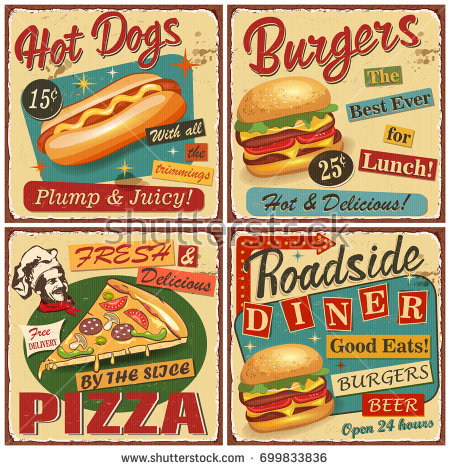 Hot Dogs
15¢
With all
the
trimmings
Plump & Juicy!
Burgers
The
Best Ever
for
Lunch!
25¢
Hot & Delicious!
shutterstock
FRESH &
Delicious
Free
DELIVERY
BY THE SLICE
PIZZA
Roadside
DINER
Good Eats!
BURGERS
BEER
Open 24 hours
www.shutterstock.com · 699833836